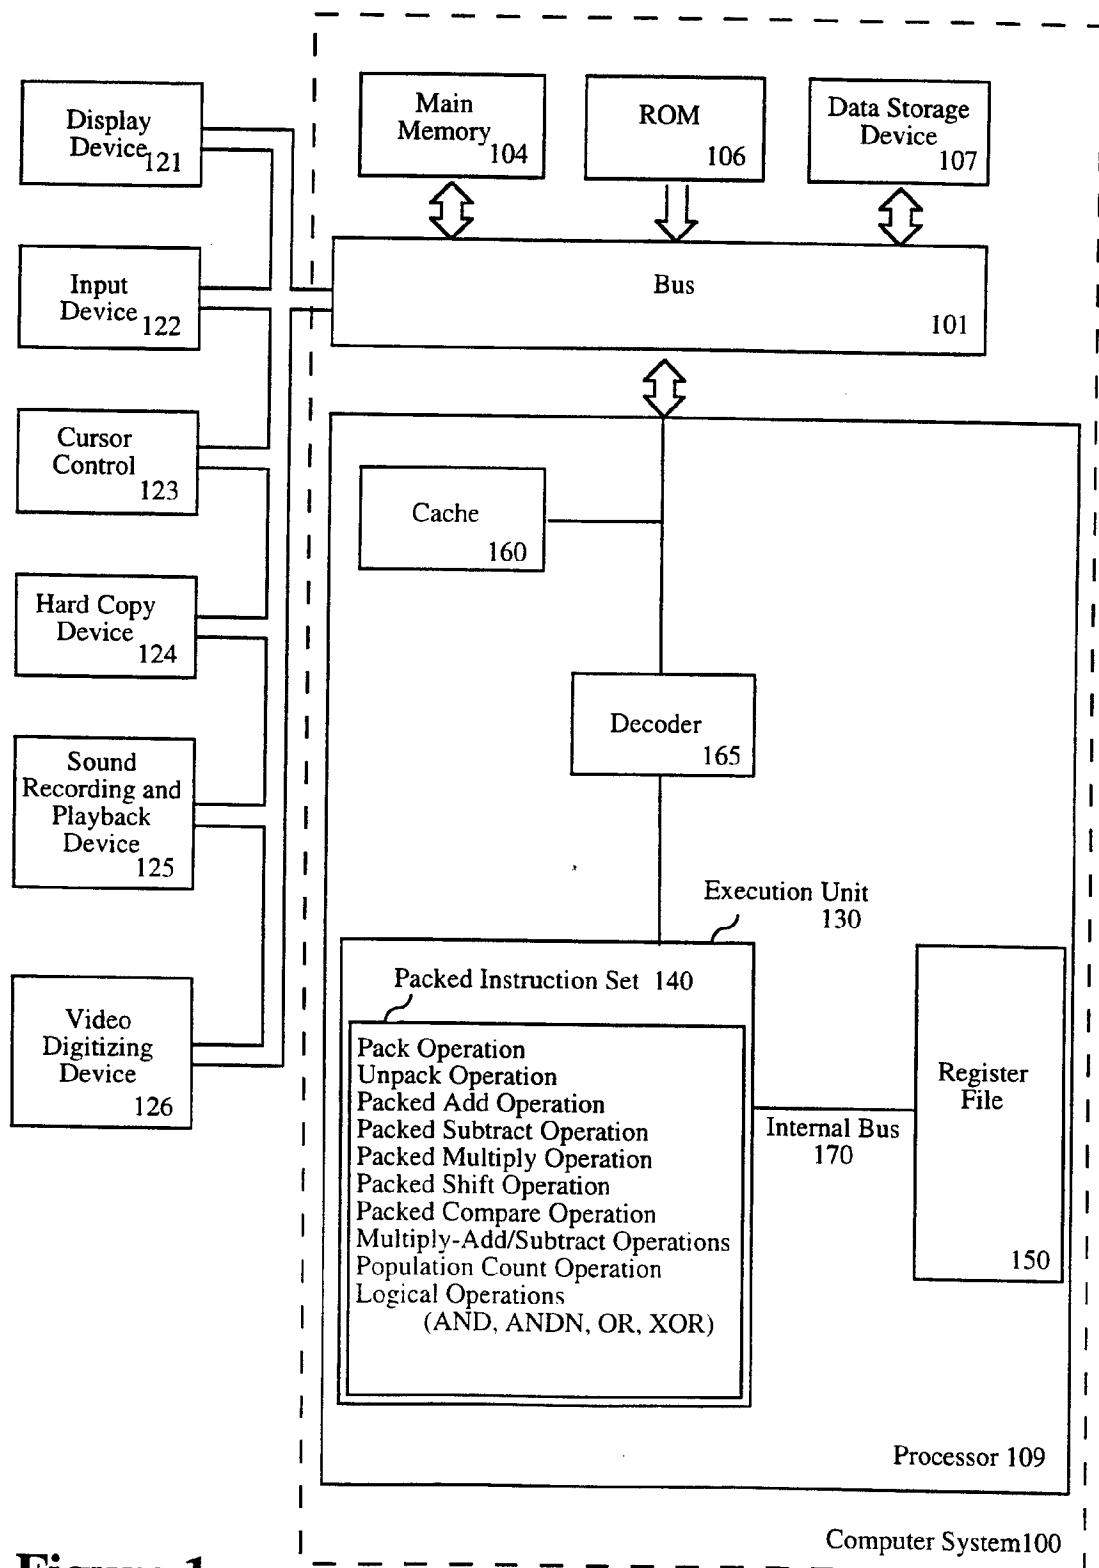 Display
Device
121
Input
Device
122
Cursor
Control
123
Hard Copy
Device
124
Sound
Recording and
Playback
Device
125
Video
Digitizing
Device
126
Main
Memory
104
ROM
106
Data Storage
Device
107
Bus
101
Cache
160
Decoder
165
Execution Unit
130
Packed Instruction Set 140
Pack Operation
Unpack Operation
Packed Add Operation
Packed Subtract Operation
Packed Multiply Operation
Packed Shift Operation
Packed Compare Operation
Multiply-Add/Subtract Operations
Population Count Operation
Logical Operations
(AND, ANDN, OR, XOR)
Internal Bus
170
Register
File
150
Processor 109
Computer System100
Figure 1